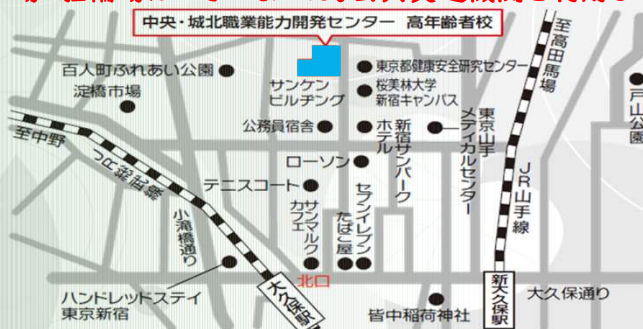 中央・城北職業能力開発センター 高年齢者校
至高田馬場
百人町ふれあい公園
淀橋市場
サンケン
ビルヂング
東京都健康安全研究センター
桜美林大学
新宿キャンパス
戸山公園
至中野
JR総武線
公務員宿舎
新宿サンパーク
ホテル
東京山手
メディカルセンター
ローソン
テニスコート
JR山手線
小滝橋通り
サンマルク
カフェ
たばこ屋
セブンイレブン
北口
ハンドレッドステイ
東京新宿
大久保駅
皆中稲荷神社
新大久保駅
大久保通り